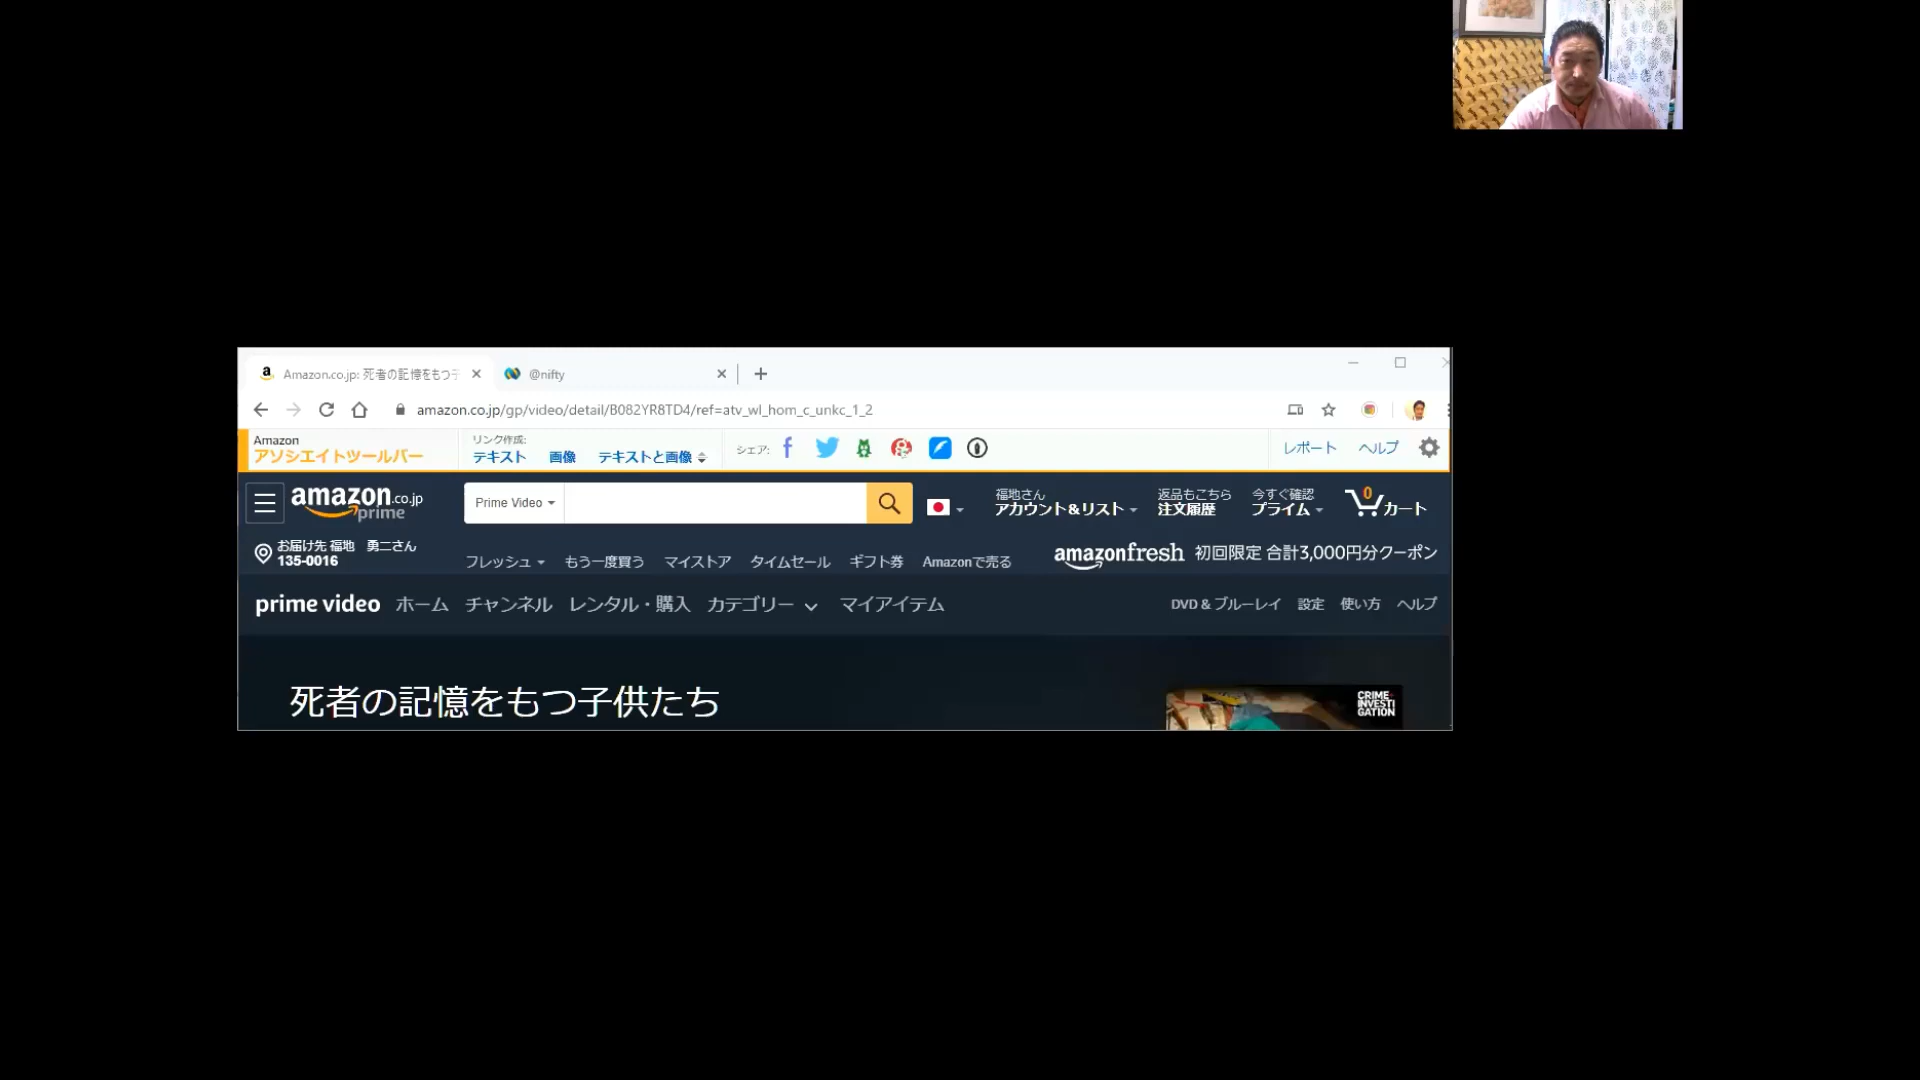 Amazon.co.jp: 死者の記憶をもつ子
@nifty
amazon.co.jp/gp/video/detail/B082YR8TD4/ref=atv_wl_hom_c_unkc_1_2
Amazon
アソシエイトツールバー
リンク作成:
テキスト 画像 テキストと画像
シェア:
レポート ヘルプ
amazon.co.jp
prime
Prime Video
福地さん
アカウント&リスト
返品もこちら
注文履歴
今すぐ確認
プライム
0
カート
お届け先 福地 勇二さん
135-0016
フレッシュ もう一度買う マイストア タイムセール ギフト券 Amazonで売る
amazonfresh 初回限定 合計3,000円分クーポン
prime video ホーム チャンネル レンタル・購入 カテゴリー マイアイテム
DVD & ブルーレイ 設定 使い方 ヘルプ
死者の記憶をもつ子供たち
CRIME+
INVESTI
GATION